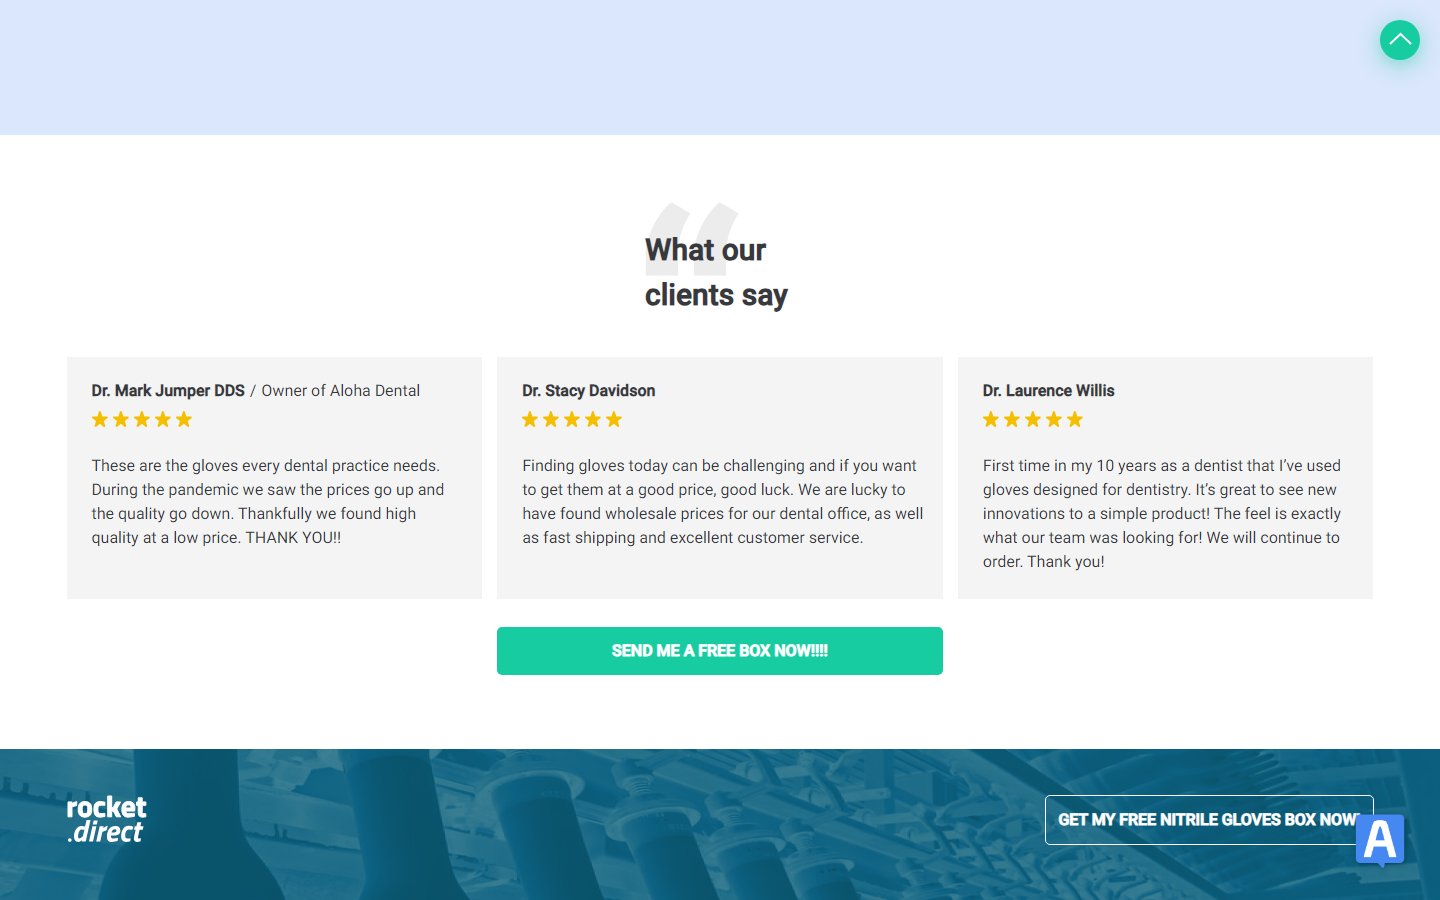 What our
clients say
Dr. Mark Jumper DDS / Owner of Aloha Dental
These are the gloves every dental practice needs.
During the pandemic we saw the prices go up and
the quality go down. Thankfully we found high
quality at a low price. THANK YOU!!
Dr. Stacy Davidson
Finding gloves today can be challenging and if you want
to get them at a good price, good luck. We are lucky to
have found wholesale prices for our dental office, as well
as fast shipping and excellent customer service.
Dr. Laurence Willis
First time in my 10 years as a dentist that I’ve used
gloves designed for dentistry. It’s great to see new
innovations to a simple product! The feel is exactly
what our team was looking for! We will continue to
order. Thank you!
SEND ME A FREE BOX NOW!!!!
rocket
.direct
GET MY FREE NITRILE GLOVES BOX NOW
A